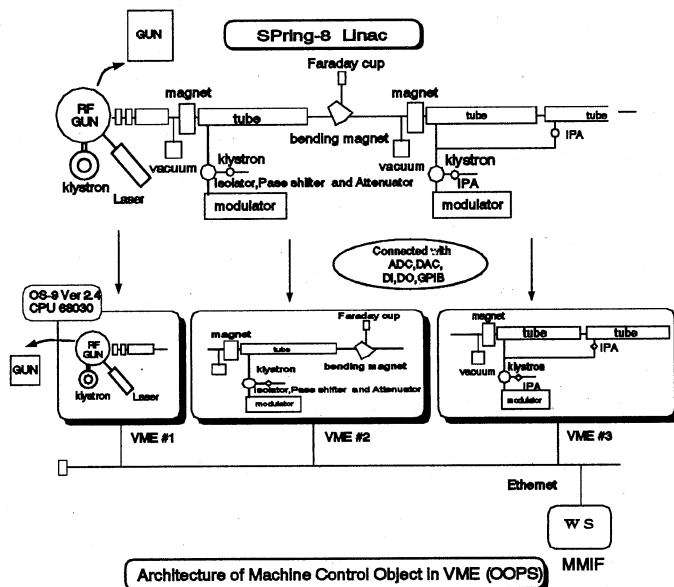 SPring-8 Linac
GUN
Faraday cup
magnet
magnet
RF
GUN
tube
tube
tube
bending magnet
IPA
vacuum
vacuum
klystron
klystron
klystron
Isolator,Pase shifter and Attenuator
IPA
Laser
modulator
modulator
Connected with
ADC,DAC,
DI,DO,GPIB
OS-9 Ver 2.4
CPU 68030
GUN
RF
GUN
klystron
Laser
magnet
Faraday cup
tube
klystron
bending magnet
Isolator,Pase shifter and Attenuator
modulator
magnet
tube
tube
IPA
vacuum
klystros
IPA
modulator
VME #1
VME #2
VME #3
Ethernet
W S
MMIF
Architecture of Machine Control Object in VME (OOPS)